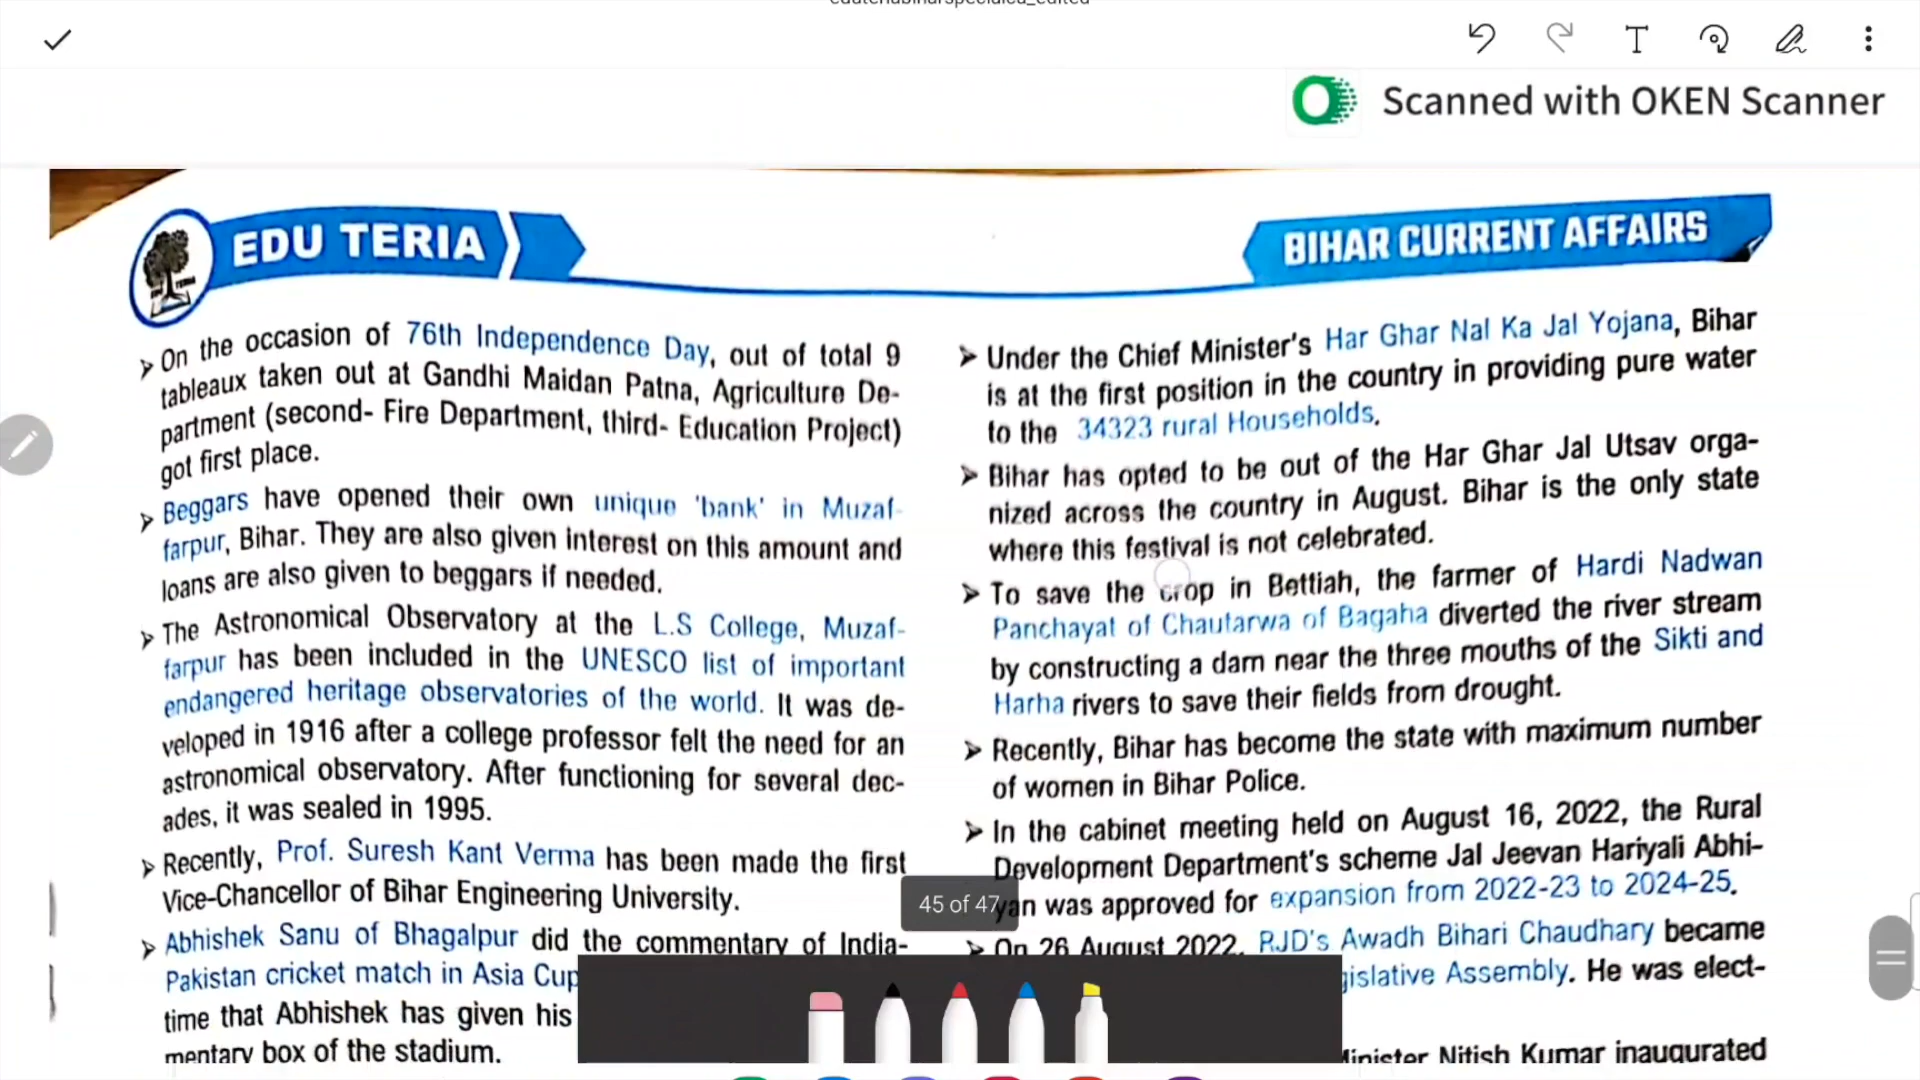 Scanned with OKEN Scanner
EDU TERIA
BIHAR CURRENT AFFAIRS
➤ On the occasion of 76th Independence Day, out of total 9
tableaux taken out at Gandhi Maidan Patna, Agriculture De-
partment (second- Fire Department, third- Education Project)
got first place.
➤ Beggars have opened their own unique 'bank' in Muzaf-
farpur, Bihar. They are also given interest on this amount and
loans are also given to beggars if needed.
➤ The Astronomical Observatory at the L.S College, Muzaf-
farpur has been included in the UNESCO list of important
endangered heritage observatories of the world. It was de-
veloped in 1916 after a college professor felt the need for an
astronomical observatory. After functioning for several dec-
ades, it was sealed in 1995.
➤ Recently, Prof. Suresh Kant Verma has been made the first
Vice-Chancellor of Bihar Engineering University.
➤ Abhishek Sanu of Bhagalpur did the commentary of India-
Pakistan cricket match in Asia Cup
time that Abhishek has given his
mentary box of the stadium.
➤ Under the Chief Minister's Har Ghar Nal Ka Jal Yojana, Bihar
is at the first position in the country in providing pure water
to the 34323 rural Households.
➤ Bihar has opted to be out of the Har Ghar Jal Utsav orga-
nized across the country in August. Bihar is the only state
where this festival is not celebrated.
➤ To save the crop in Bettiah, the farmer of Hardi Nadwan
Panchayat of Chautarwa of Bagaha diverted the river stream
by constructing a dam near the three mouths of the Sikti and
Harha rivers to save their fields from drought.
➤ Recently, Bihar has become the state with maximum number
of women in Bihar Police.
➤ In the cabinet meeting held on August 16, 2022, the Rural
Development Department's scheme Jal Jeevan Hariyali Abhi-
yan was approved for expansion from 2022-23 to 2024-25.
➤ On 26 August 2022, RJD's Awadh Bihari Chaudhary became
gislative Assembly. He was elect-
inister Nitish Kumar inaugurated
45 of 47